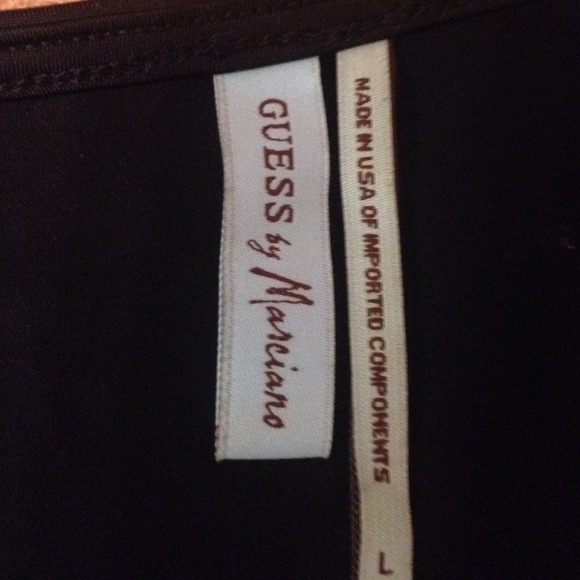 GUESS by Marciano
MADE IN USA OF IMPORTED COMPONENTS
L